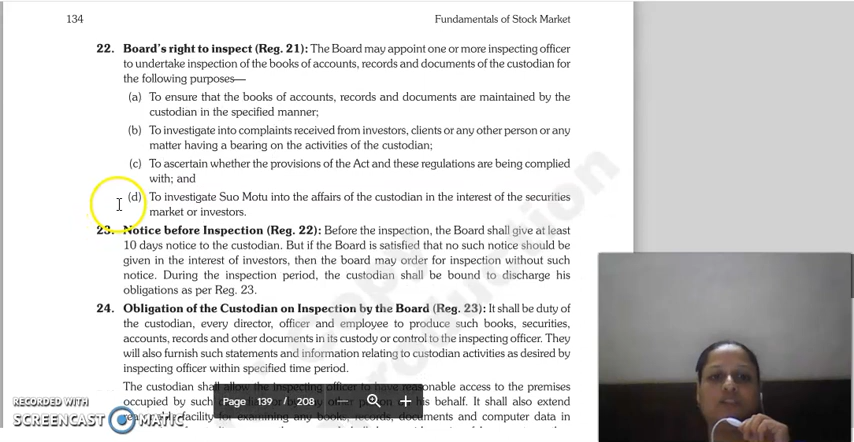 134
Fundamentals of Stock Market
22. Board's right to inspect (Reg. 21): The Board may appoint one or more inspecting officer
to undertake inspection of the books of accounts, records and documents of the custodian for
the following purposes—
(a) To ensure that the books of accounts, records and documents are maintained by the
custodian in the specified manner;
(b) To investigate into complaints received from investors, clients or any other person or any
matter having a bearing on the activities of the custodian;
(c) To ascertain whether the provisions of the Act and these regulations are being complied
with; and
(d) To investigate Suo Motu into the affairs of the custodian in the interest of the securities
market or investors.
23. Notice before Inspection (Reg. 22): Before the inspection, the Board shall give at least
10 days notice to the custodian. But if the Board is satisfied that no such notice should be
given in the interest of investors, then the board may order for inspection without such
notice. During the inspection period, the custodian shall be bound to discharge his
obligations as per Reg. 23.
24. Obligation of the Custodian on Inspection by the Board (Reg. 23): It shall be duty of
the custodian, every director, officer and employee to produce such books, securities,
accounts, records and other documents in its custody or control to the inspecting officer. They
will also furnish such statements and information relating to custodian activities as desired by
inspecting officer within specified time period.
The custodian shall allow the inspecting officer to have reasonable access to the premises
occupied by such his behalf. It shall also extend
facility for examining any books, records, documents and computer data in
Page 139 / 208
RECORDED WITH
SCREENCAST MATIC